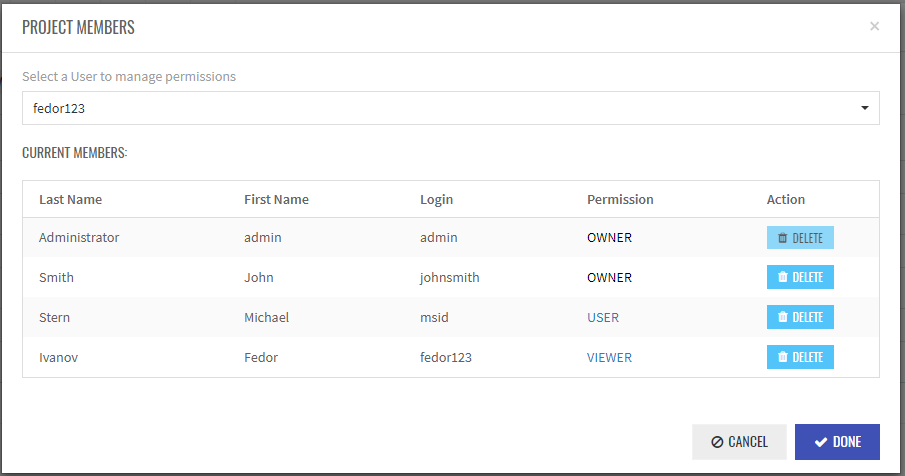 PROJECT MEMBERS ×
Select a User to manage permissions
fedor123
CURRENT MEMBERS:
Last Name First Name Login Permission Action
Administrator admin admin OWNER DELETE
Smith John johnsmith OWNER DELETE
Stern Michael msid USER DELETE
Ivanov Fedor fedor123 VIEWER DELETE
CANCEL DONE